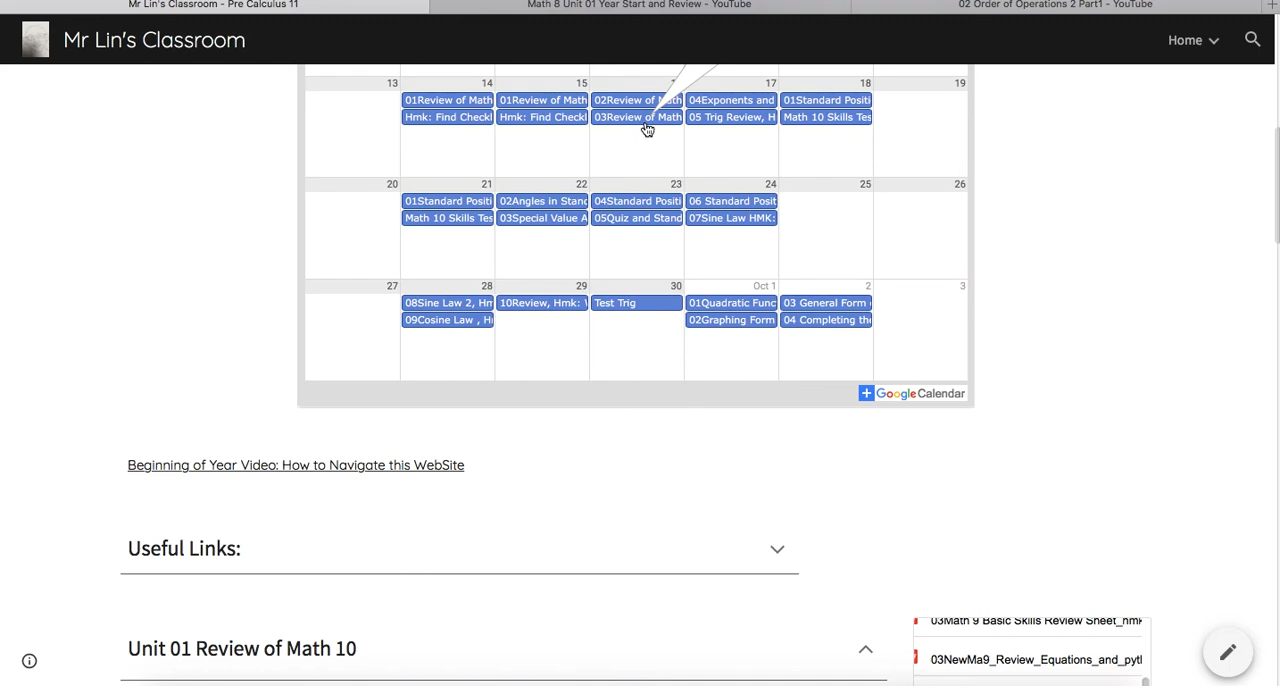 Mr Lin's Classroom - Pre Calculus 11
Math 8 Unit 01 Year Start and Review - YouTube
02 Order of Operations 2 Part1 - YouTube
Mr Lin's Classroom
Home
13 14 15 17 18 19
01Review of Math 01Review of Math 02Review of Math 04Exponents and 01Standard Positi
Hmk: Find Checkl Hmk: Find Checkl 03Review of Math 05 Trig Review, H Math 10 Skills Tes
20 21 22 23 24 25 26
01Standard Positi 02Angles in Stand 04Standard Positi 06 Standard Posit
Math 10 Skills Tes 03Special Value A 05Quiz and Stand 07Sine Law HMK:
27 28 29 30 Oct 1 2 3
08Sine Law 2, Hm 10Review, Hmk: Test Trig 01Quadratic Func 03 General Form
09Cosine Law , H 02Graphing Form 04 Completing the
Google Calendar
Beginning of Year Video: How to Navigate this WebSite
Useful Links:
03Math 9 Basic Skills Review Sheet_hmk
Unit 01 Review of Math 10
03NewMa9_Review_Equations_and_pyt